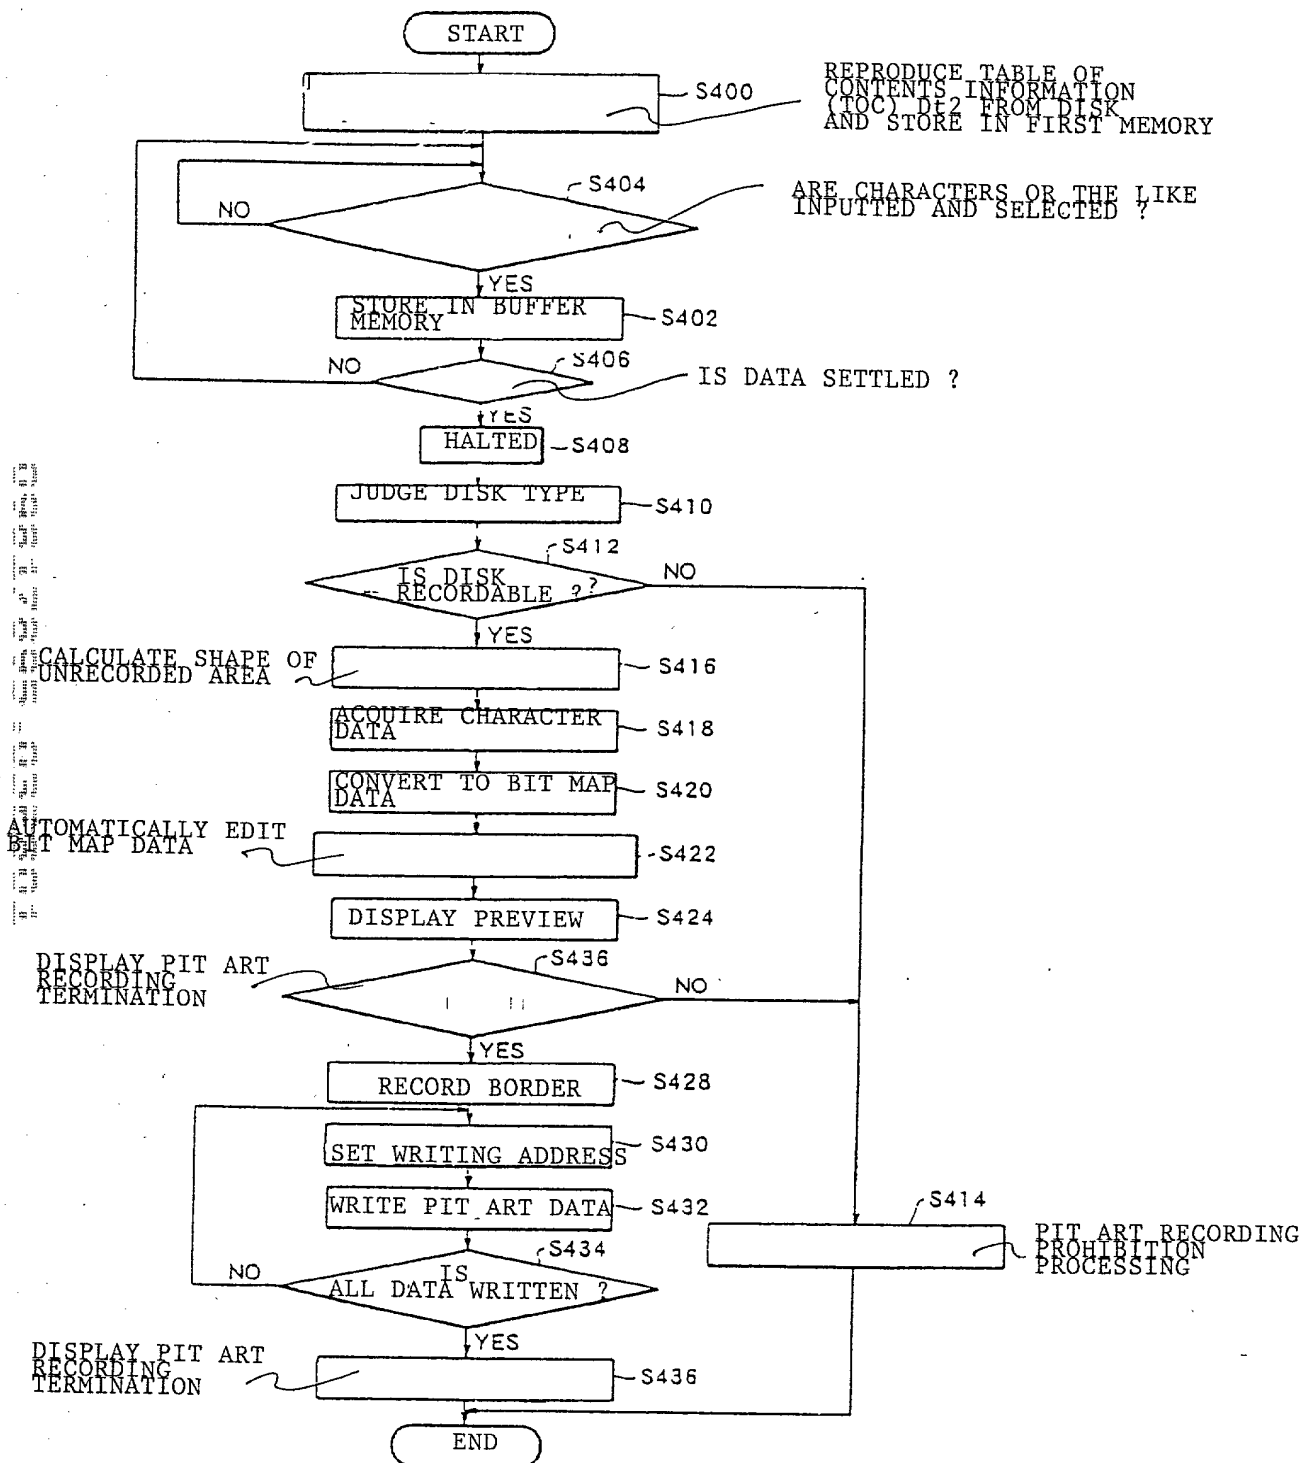 START
S400
REPRODUCE TABLE OF
CONTENTS INFORMATION
(TOC) Dt2 FROM DISK
AND STORE IN FIRST MEMORY
S404
ARE CHARACTERS OR THE LIKE
INPUTTED AND SELECTED ?
NO
YES
STORE IN BUFFER
MEMORY
S402
S406
NO
IS DATA SETTLED ?
YES
HALTED
S408
JUDGE DISK TYPE
S410
S412
IS DISK
RECORDABLE ? ?
NO
YES
CALCULATE SHAPE OF
UNRECORDED AREA
S416
ACQUIRE CHARACTER
DATA
S418
CONVERT TO BIT MAP
DATA
S420
AUTOMATICALLY EDIT
BIT MAP DATA
S422
DISPLAY PREVIEW
S424
S436
DISPLAY PIT ART
RECORDING
TERMINATION
NO
YES
RECORD BORDER
S428
SET WRITING ADDRESS
S430
WRITE PIT ART DATA
S432
S414
PIT ART RECORDING
PROHIBITION
PROCESSING
S434
IS
ALL DATA WRITTEN ?
NO
YES
DISPLAY PIT ART
RECORDING
TERMINATION
S436
END